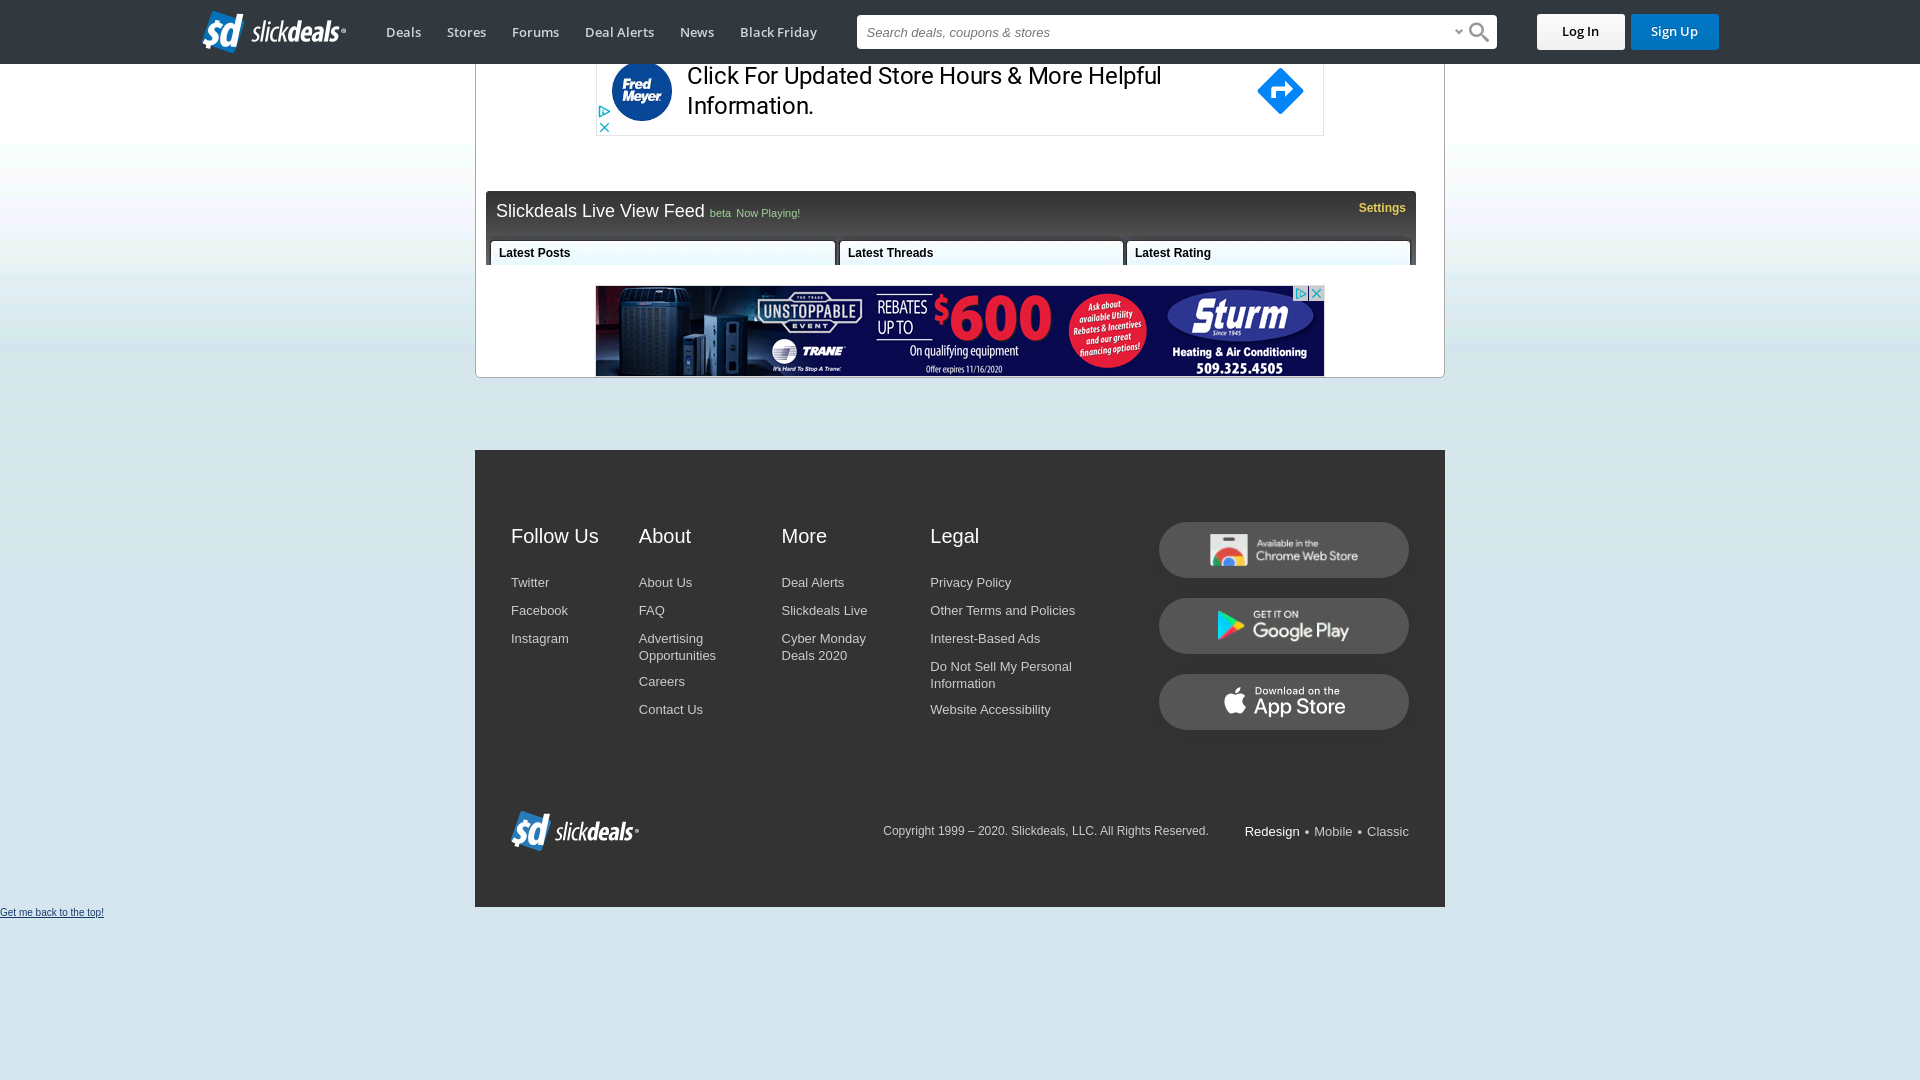 slickdeals
Deals
Stores
Forums
Deal Alerts
News
Black Friday
Search deals, coupons & stores
Log In
Sign Up
Fred Meyer
Click For Updated Store Hours & More Helpful
Information.
Slickdeals Live View Feed beta Now Playing!
Settings
Latest Posts
Latest Threads
Latest Rating
THE TRANE
UNSTOPPABLE
EVENT
TRANE
It's Hard To Stop A Trane.
REBATES
UP TO
$600
On qualifying equipment
Offer expires 11/16/2020
Ask about
available Utility
Rebates & Incentives
and our great
financing options!
Sturm
Since 1945
Heating & Air Conditioning
509.325.4505
Follow Us
Twitter
Facebook
Instagram
About
About Us
FAQ
Advertising
Opportunities
Careers
Contact Us
More
Deal Alerts
Slickdeals Live
Cyber Monday
Deals 2020
Legal
Privacy Policy
Other Terms and Policies
Interest-Based Ads
Do Not Sell My Personal
Information
Website Accessibility
Available in the
Chrome Web Store
GET IT ON
Google Play
Download on the
App Store
slickdeals
Copyright 1999 – 2020. Slickdeals, LLC. All Rights Reserved.
Redesign • Mobile • Classic
Get me back to the top!